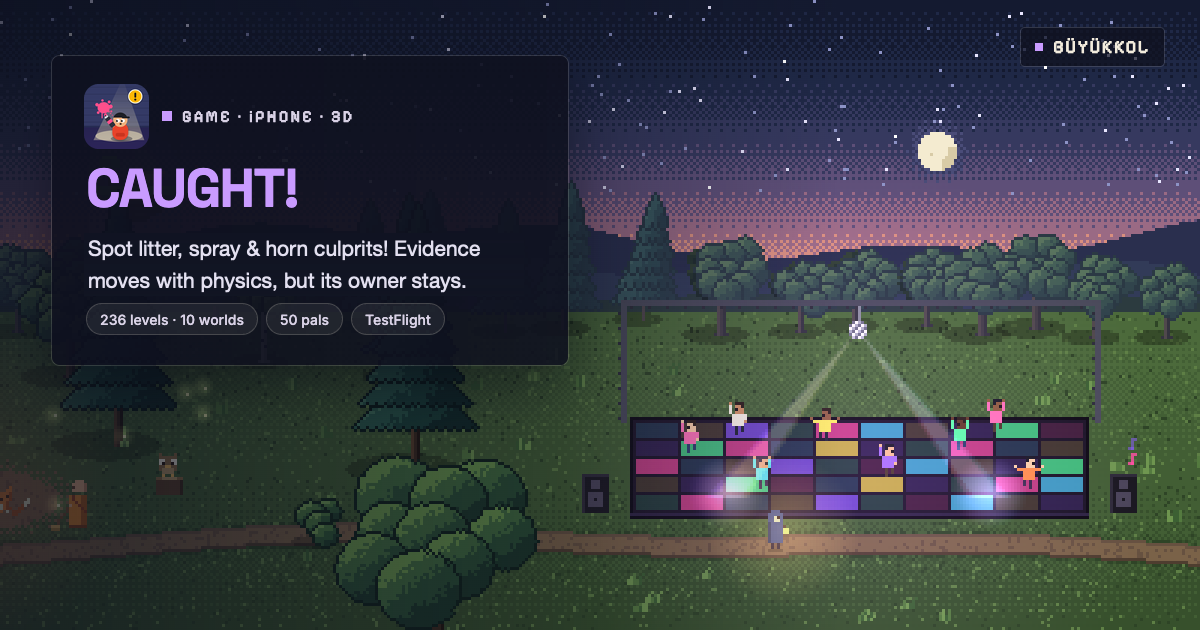 GAME · iPHONE · 3D
BÜYÜKKOL
CAUGHT!
Spot litter, spray & horn culprits! Evidence
moves with physics, but its owner stays.
236 levels · 10 worlds
50 pals
TestFlight